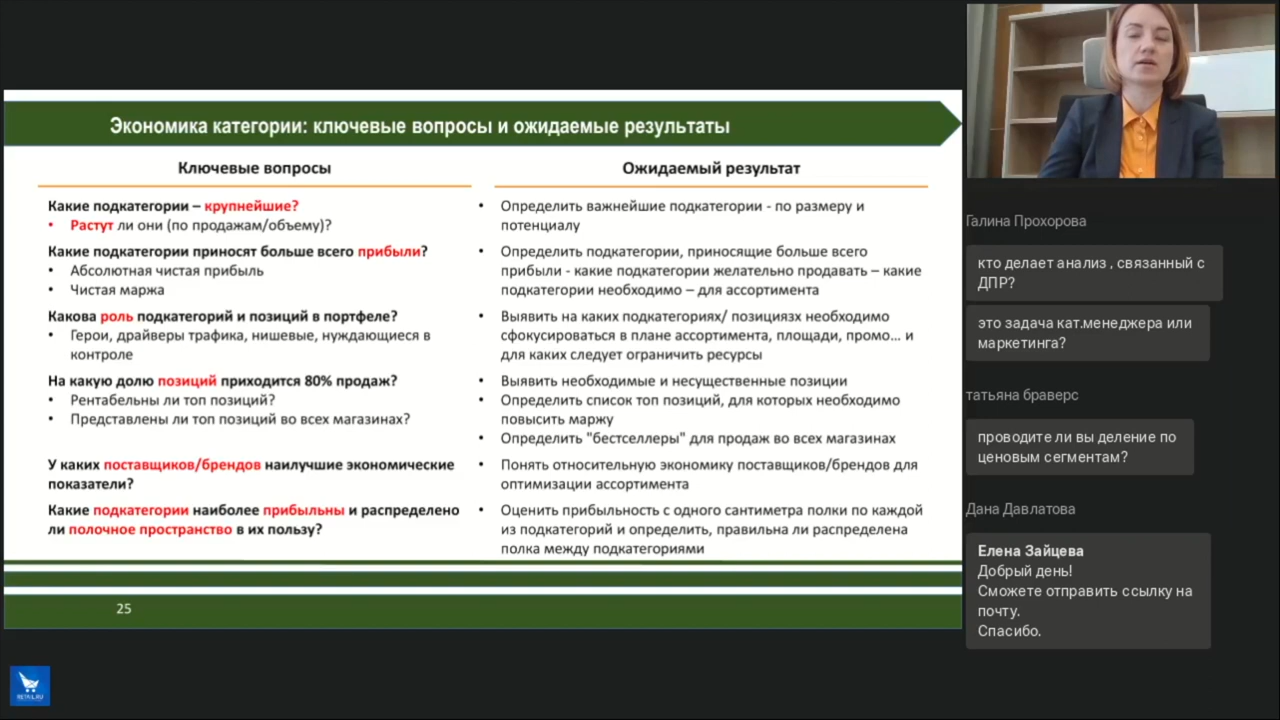 Экономика категории: ключевые вопросы и ожидаемые результаты
Ключевые вопросы
Какие подкатегории – крупнейшие?
• Растут ли они (по продажам/объему)?
Какие подкатегории приносят больше всего прибыли?
• Абсолютная чистая прибыль
• Чистая маржа
Какова роль подкатегорий и позиций в портфеле?
• Герои, драйверы трафика, нишевые, нуждающиеся в
контроле
На какую долю позиций приходится 80% продаж?
• Рентабельны ли топ позиций?
• Представлены ли топ позиций во всех магазинах?
У каких поставщиков/брендов наилучшие экономические
показатели?
Какие подкатегории наиболее прибыльны и распределено
ли полочное пространство в их пользу?
Ожидаемый результат
• Определить важнейшие подкатегории - по размеру и
потенциалу
• Определить подкатегории, приносящие больше всего
прибыли - какие подкатегории желательно продавать – какие
подкатегории необходимо – для ассортимента
• Выявить на каких подкатегориях/ позициязх необходимо
сфокусироваться в плане ассортимента, площади, промо... и
для каких следует ограничить ресурсы
• Выявить необходимые и несущественные позиции
• Определить список топ позиций, для которых необходимо
повысить маржу
• Определить "бестселлеры" для продаж во всех магазинах
• Понять относительную экономику поставщиков/брендов для
оптимизации ассортимента
• Оценить прибыльность с одного сантиметра полки по каждой
из подкатегорий и определить, правильна ли распределена
полка между подкатегориями
25
RETAIL.RU
Галина Прохорова
кто делает анализ , связанный с
ДПР?
это задача кат.менеджера или
маркетинга?
татьяна браверс
проводите ли вы деление по
ценовым сегментам?
Дана Давлатова
Елена Зайцева
Добрый день!
Сможете отправить ссылку на
почту.
Спасибо.